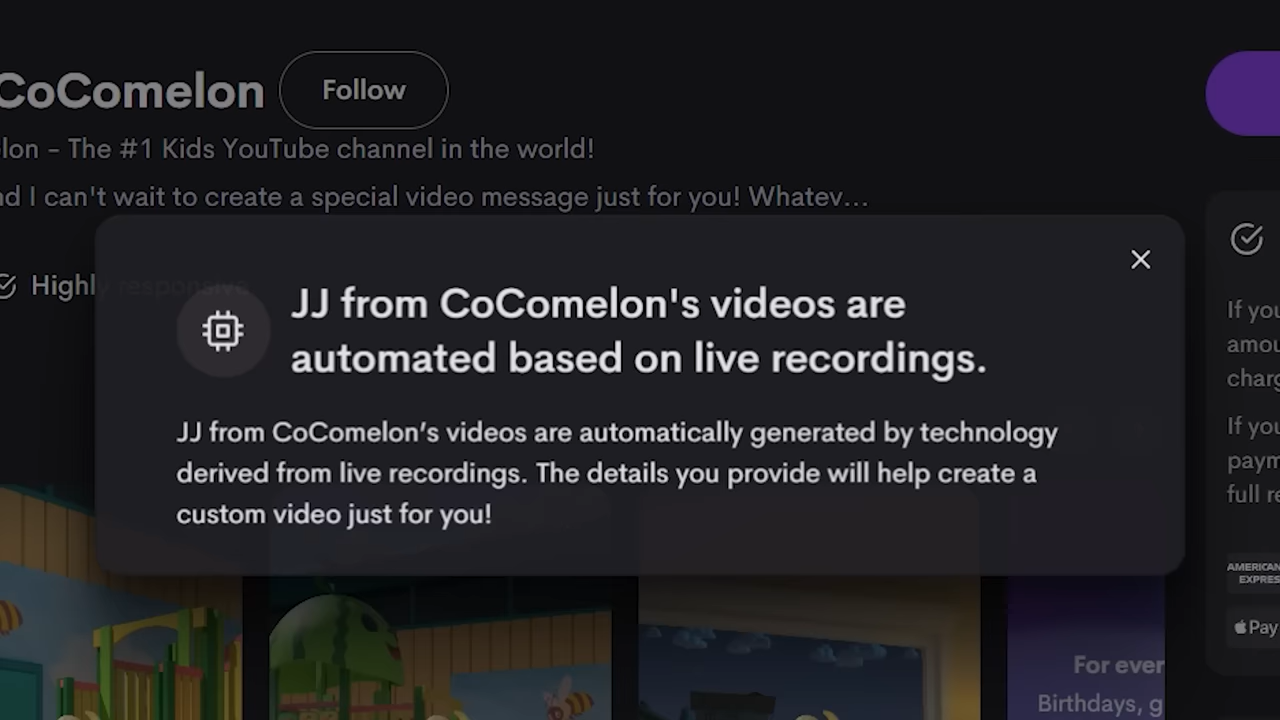 CoComelon
Follow
elon – The #1 Kids YouTube channel in the world!
nd I can't wait to create a special video message just for you! Whatev...
Highly responsive
JJ from CoComelon's videos are
automated based on live recordings.
JJ from CoComelon’s videos are automatically generated by technology
derived from live recordings. The details you provide will help create a
custom video just for you!
If you
amou
charg
If you
paym
full re
AMERICAN
EXPRES
Pay
For ever
Birthdays, g